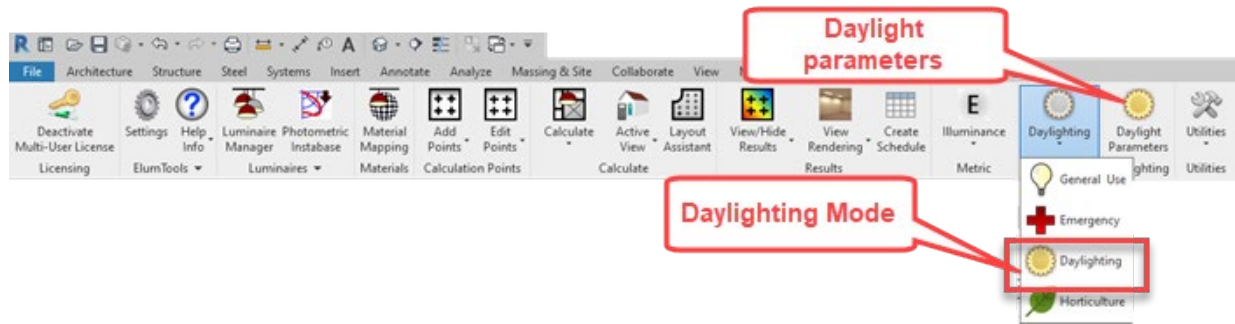 Daylight
parameters
File Architecture Structure Steel Systems Insert Annotate Analyze Massing & Site Collaborate View
Deactivate
Multi-User License
Settings
Help
Info
Luminaire
Manager
Photometric
Instabase
Material
Mapping
Add
Points
Edit
Points
Calculate
Active
View
Layout
Assistant
View/Hide
Results
View
Rendering
Create
Schedule
E
Illuminance
Daylighting
Daylight
Parameters
Utilities
Licensing
ElumTools
Luminaires
Materials
Calculation Points
Calculate
Results
Metric
ghting
Utilities
General Use
Emergency
Daylighting
Horticulture
Daylighting Mode